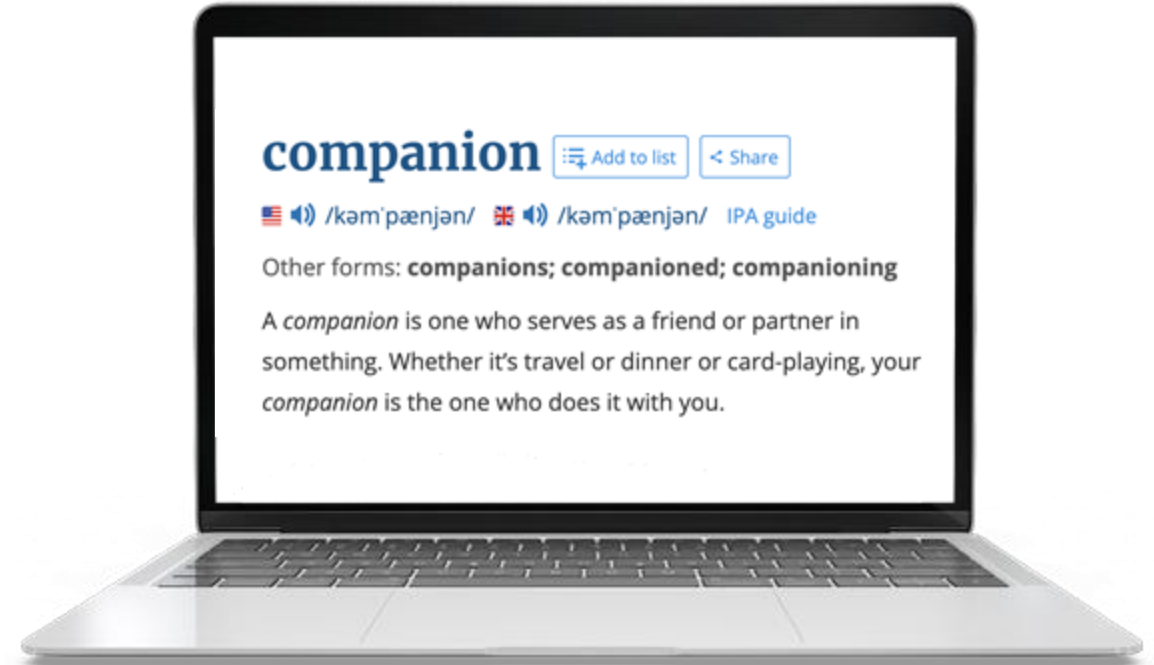 companion Add to list Share
/kəmˈpænjən/ /kəmˈpænjən/ IPA guide
Other forms: companions; companioned; companioning
A companion is one who serves as a friend or partner in
something. Whether it’s travel or dinner or card-playing, your
companion is the one who does it with you.